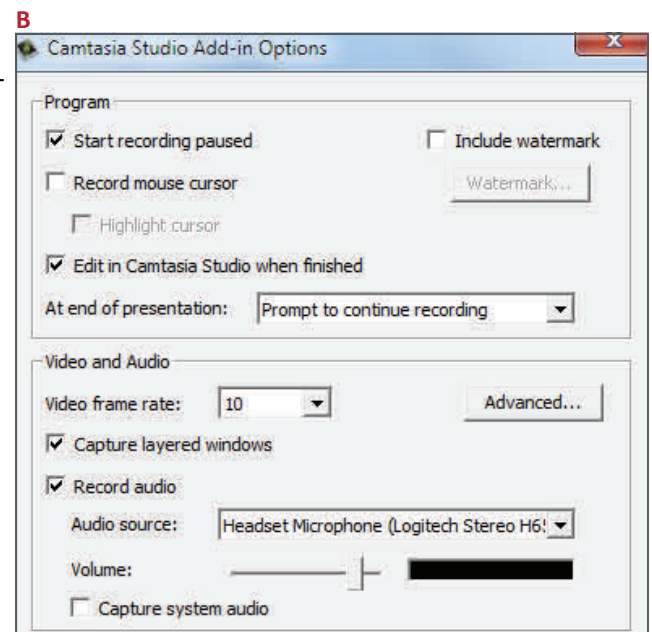 B
Camtasia Studio Add-in Options
Program
Start recording paused
Include watermark
Record mouse cursor
Watermark...
Highlight cursor
Edit in Camtasia Studio when finished
At end of presentation: Prompt to continue recording
Video and Audio
Video frame rate: 10
Advanced...
Capture layered windows
Record audio
Audio source: Headset Microphone (Logitech Stereo H6
Volume:
Capture system audio